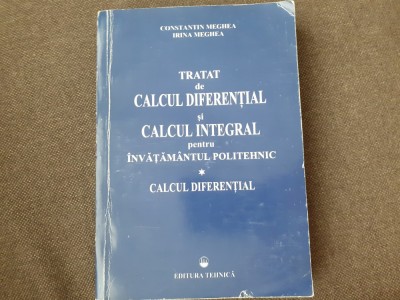 CONSTANTIN MEGHEA
IRINA MEGHEA
TRATAT
de
CALCUL DIFERENȚIAL
și
CALCUL INTEGRAL
pentru
ÎNVĂȚĂMÂNTUL POLITEHNIC
*
CALCUL DIFERENȚIAL
EDITURA TEHNICĂ